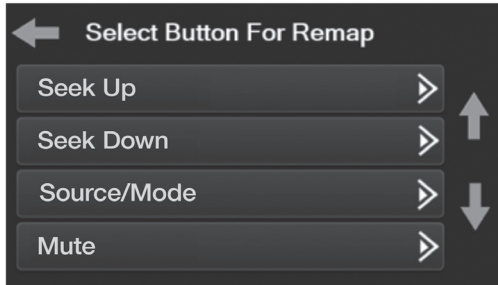 Select Button For Remap
Seek Up
Seek Down
Source/Mode
Mute